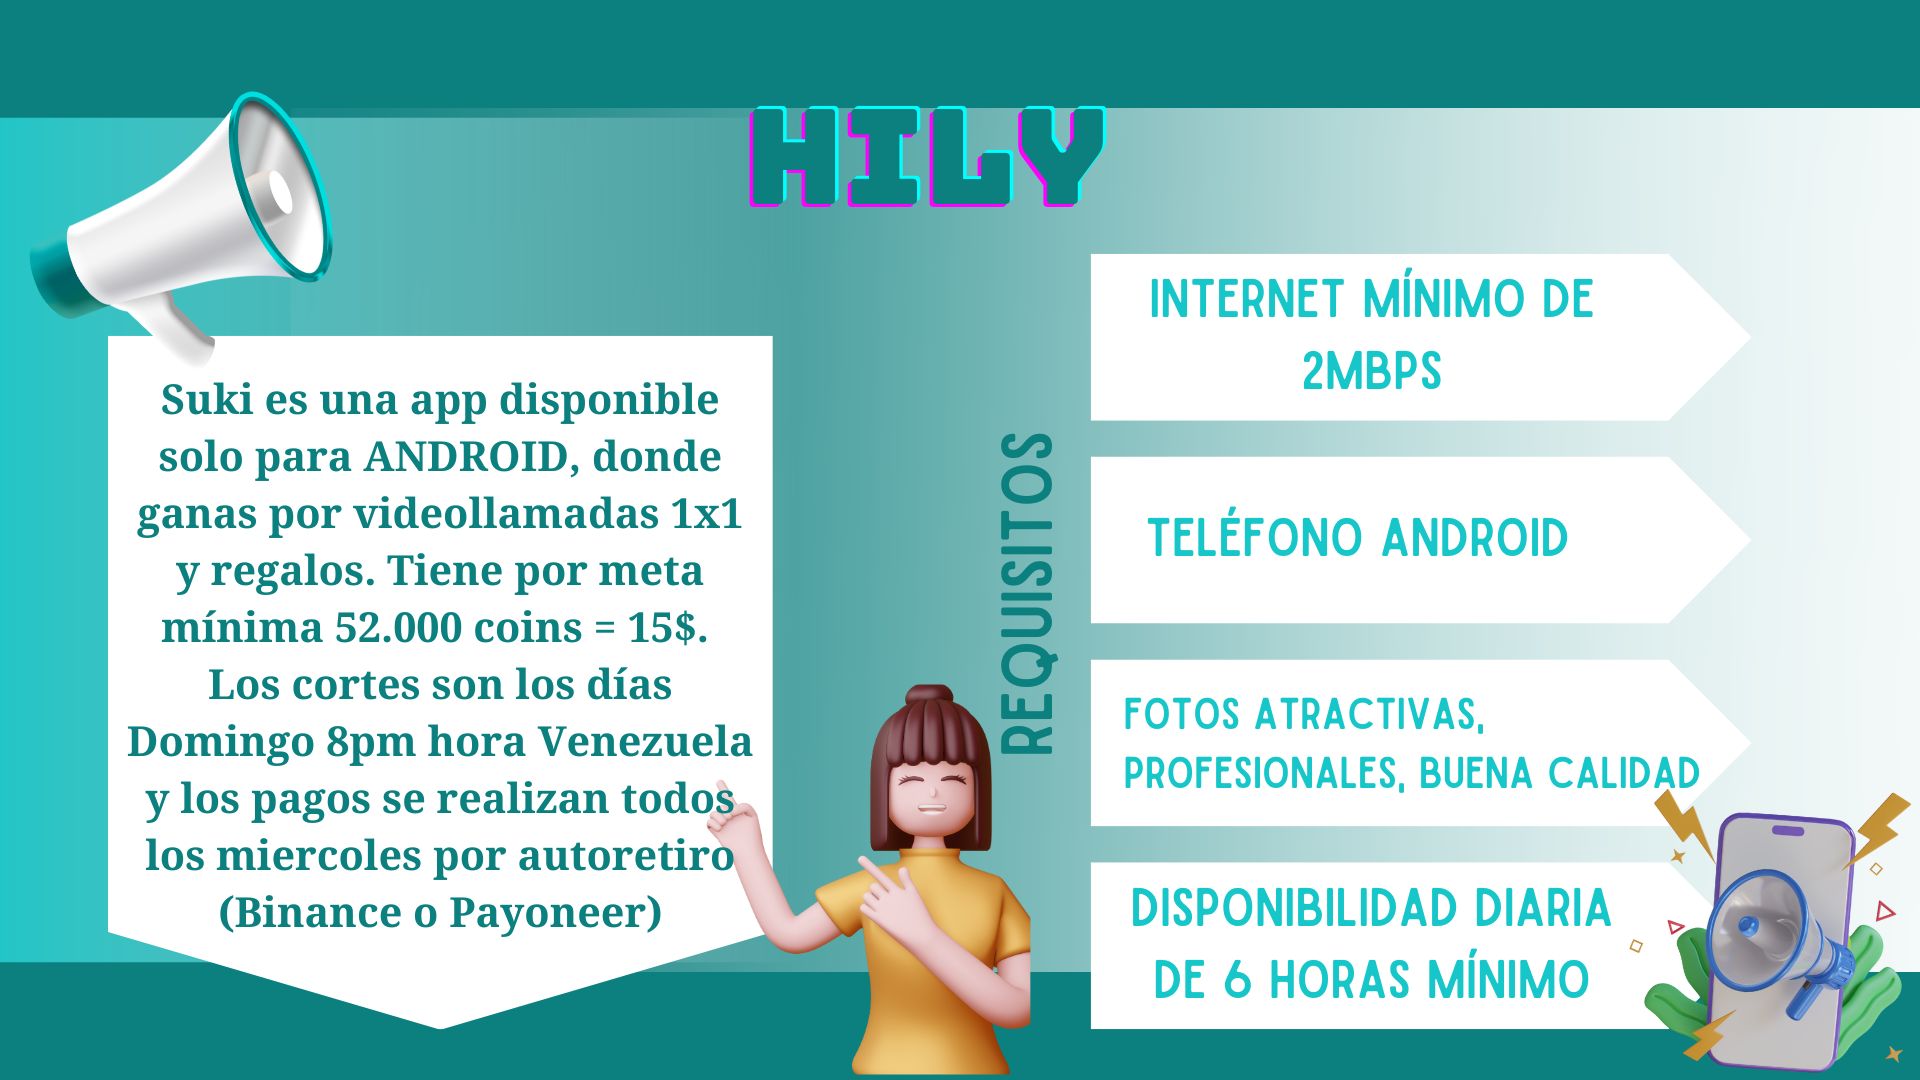 HILY
Suki es una app disponible
solo para ANDROID, donde
ganas por videollamadas 1x1
y regalos. Tiene por meta
mínima 52.000 coins = 15$.
Los cortes son los días
Domingo 8pm hora Venezuela
y los pagos se realizan todos
los miercoles por autoretiro
(Binance o Payoneer)
REQUISITOS
INTERNET MÍNIMO DE
2MBPS
TELÉFONO ANDROID
FOTOS ATRACTIVAS,
PROFESIONALES, BUENA CALIDAD
DISPONIBILIDAD DIARIA
DE 6 HORAS MÍNIMO